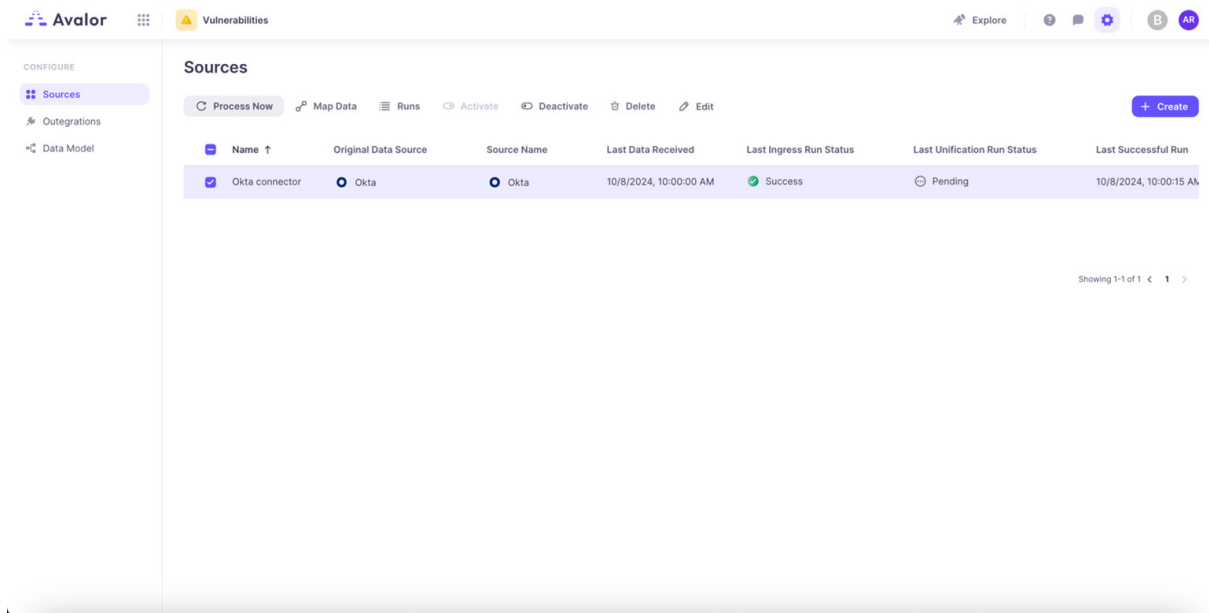 Avalor
Vulnerabilities
Explore
B
AR
CONFIGURE
Sources
Outegrations
Data Model
Sources
Process Now Map Data Runs Activate Deactivate Delete Edit
+ Create
Name ↑ Original Data Source Source Name Last Data Received Last Ingress Run Status Last Unification Run Status Last Successful Run
Okta connector Okta Okta 10/8/2024, 10:00:00 AM Success Pending 10/8/2024, 10:00:15 AM
Showing 1-1 of 1 < 1 >